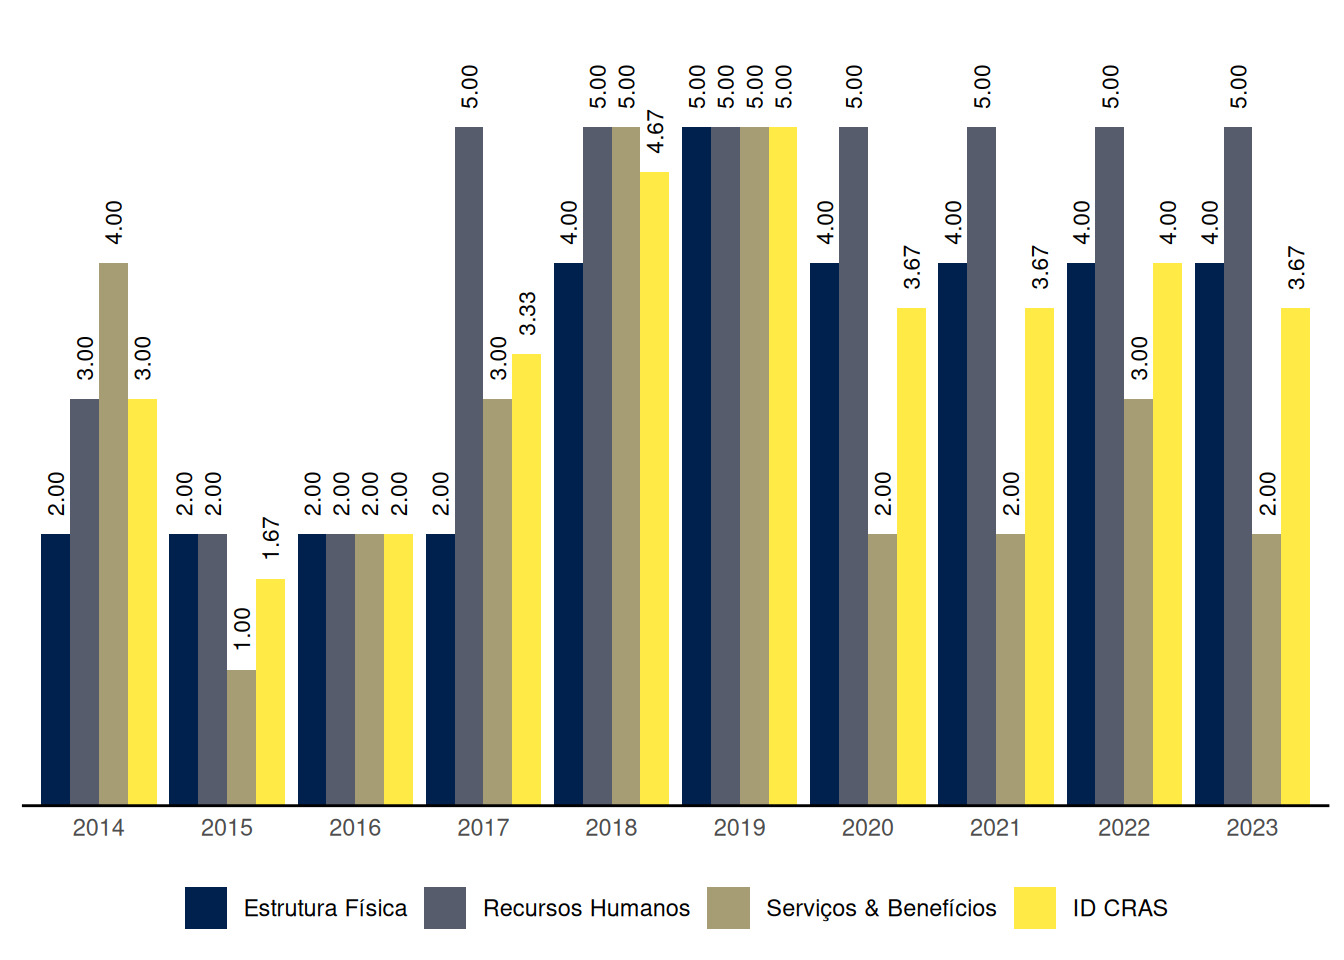 2.00 3.00 4.00 3.00
2.00 2.00 1.00 1.67
2.00 2.00 2.00 2.00
2.00 5.00 3.00 3.33
4.00 5.00 5.00 4.67
5.00 5.00 5.00 5.00
4.00 5.00 2.00 3.67
4.00 5.00 2.00 3.67
4.00 5.00 3.00 4.00
4.00 5.00 2.00 3.67
2014 2015 2016 2017 2018 2019 2020 2021 2022 2023
Estrutura Física Recursos Humanos Serviços & Benefícios ID CRAS